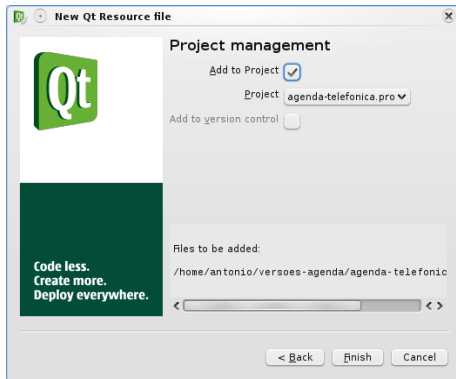 New Qt Resource file
Qt
Project management
Add to Project
Project agenda-telefonica.pro
Add to version control
Files to be added:
/home/antonio/versoes-agenda/agenda-telefonic
Code less.
Create more.
Deploy everywhere.
< Back Finish Cancel